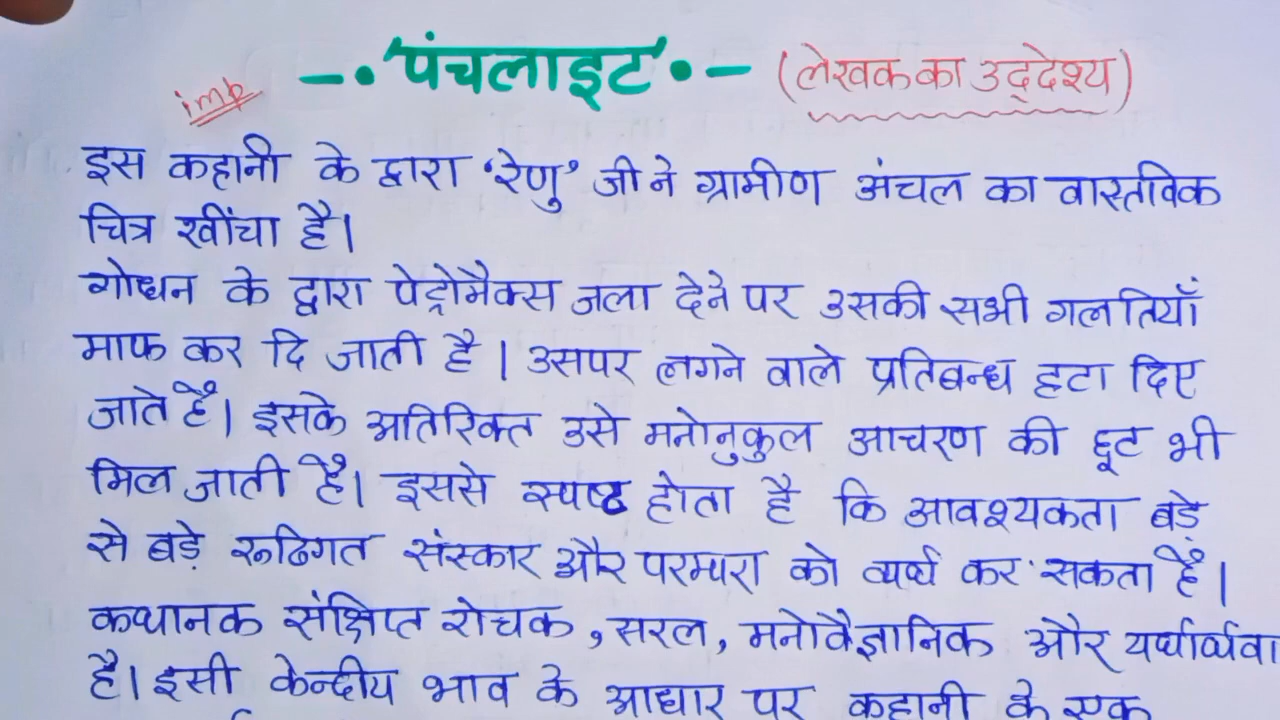 imp
—• 'पंचलाइट' •— (लेखक का उद्देश्य)
इस कहानी के द्वारा 'रेणु' जी ने ग्रामीण अंचल का वास्तविक
चित्र खींचा है।
गोधन के द्वारा पेट्रोमैक्स जला देने पर उसकी सभी गलतियाँ
माफ कर दि जाती है। उसपर लगने वाले प्रतिबन्ध हटा दिए
जाते हैं। इसके अतिरिक्त उसे मनोनुकुल आचरण की छूट भी
मिल जाती है। इससे स्पष्ट होता है कि आवश्यकता बड़े
से बड़े रूढिगत संस्कार और परम्परा को व्यर्थ कर सकता है।
कथानक संक्षिप्त रोचक, सरल, मनोवैज्ञानिक और यर्थार्थवा
है। इसी केन्द्रीय भाव के आधार पर कहानी के एक